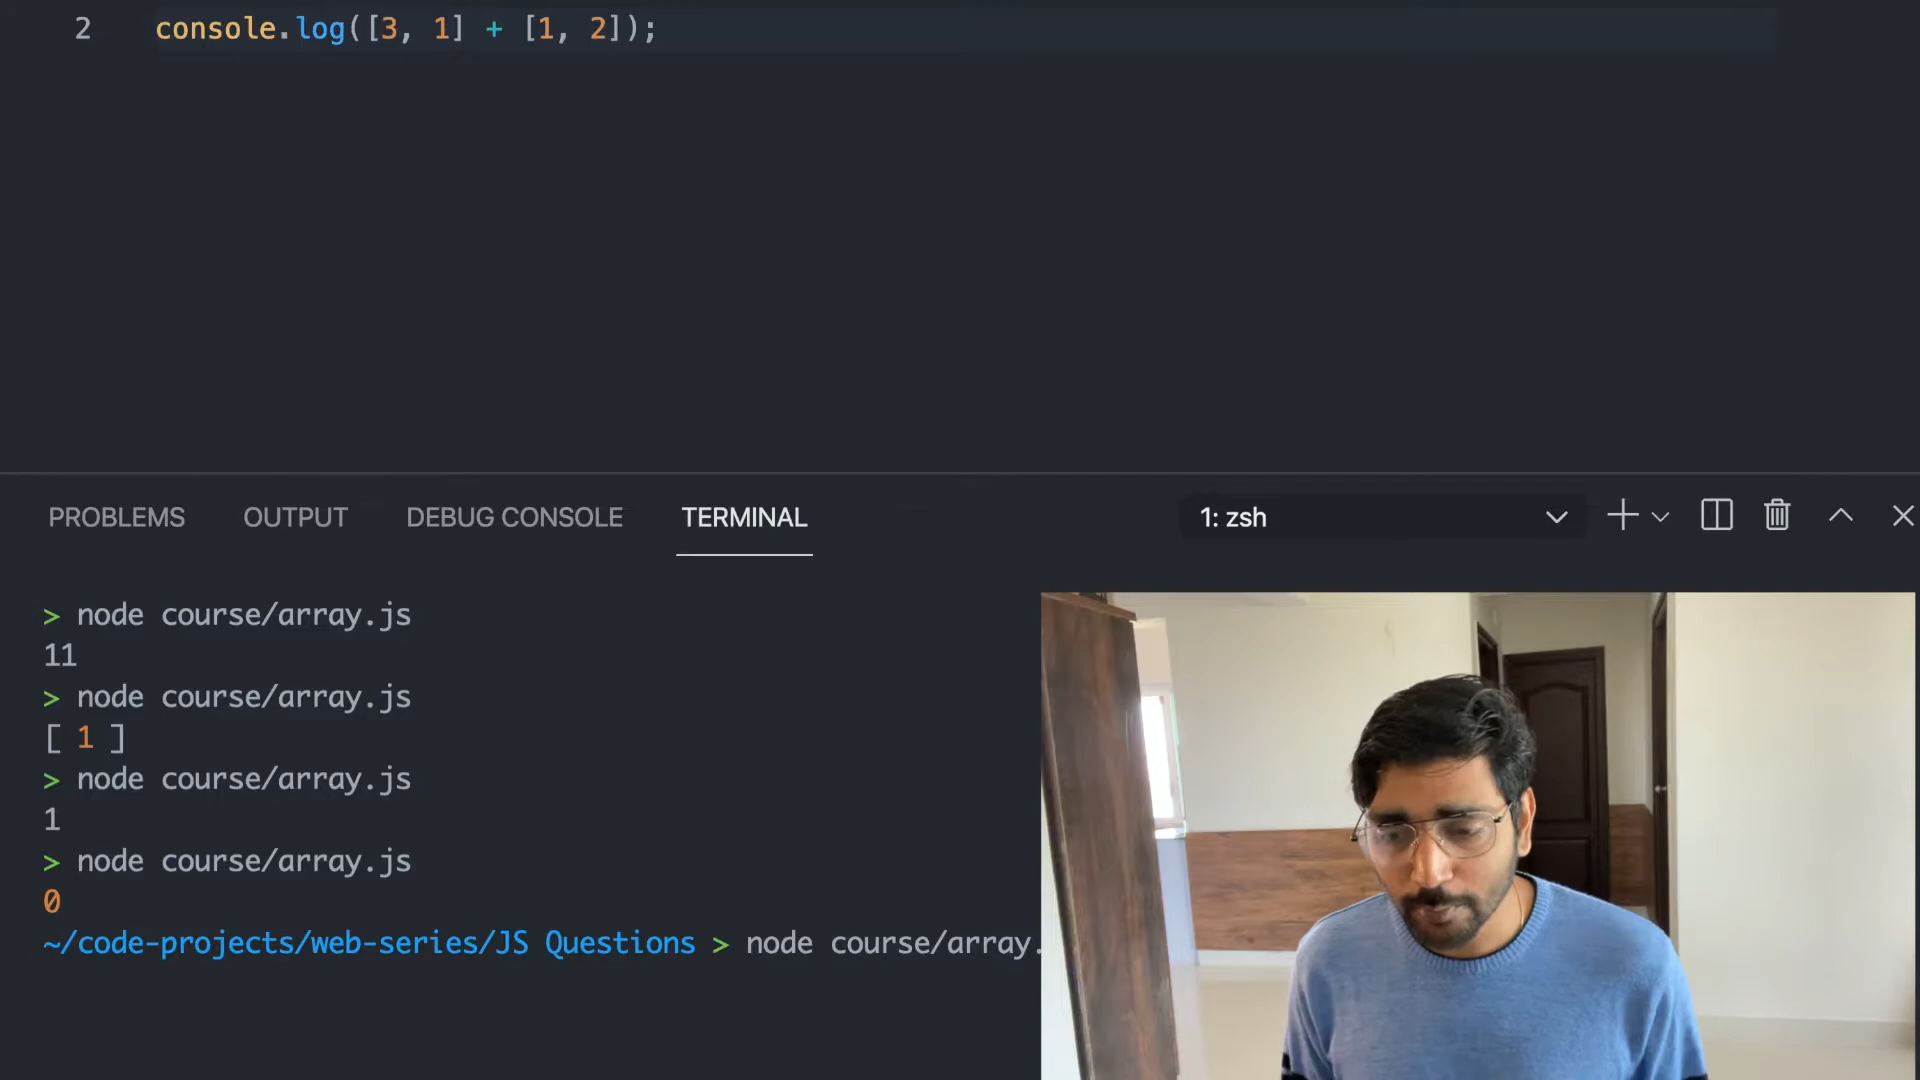 2 console.log([3, 1] + [1, 2]);
PROBLEMS OUTPUT DEBUG CONSOLE TERMINAL 1: zsh
> node course/array.js
11
> node course/array.js
[ 1 ]
> node course/array.js
1
> node course/array.js
0
~/code-projects/web-series/JS Questions > node course/array.